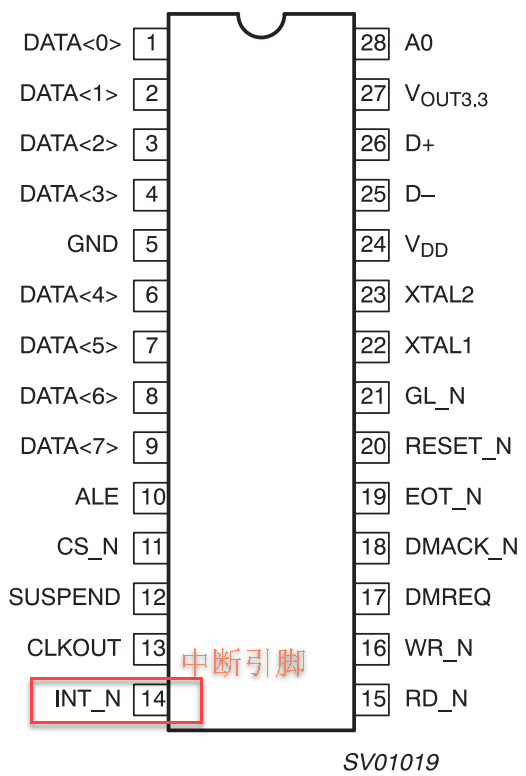 DATA<0> 1 28 A0
DATA<1> 2 27 VOUT3.3
DATA<2> 3 26 D+
DATA<3> 4 25 D–
GND 5 24 VDD
DATA<4> 6 23 XTAL2
DATA<5> 7 22 XTAL1
DATA<6> 8 21 GL_N
DATA<7> 9 20 RESET_N
ALE 10 19 EOT_N
CS_N 11 18 DMACK_N
SUSPEND 12 17 DMREQ
CLKOUT 13 16 WR_N
中断引脚
INT_N 14 15 RD_N
SV01019